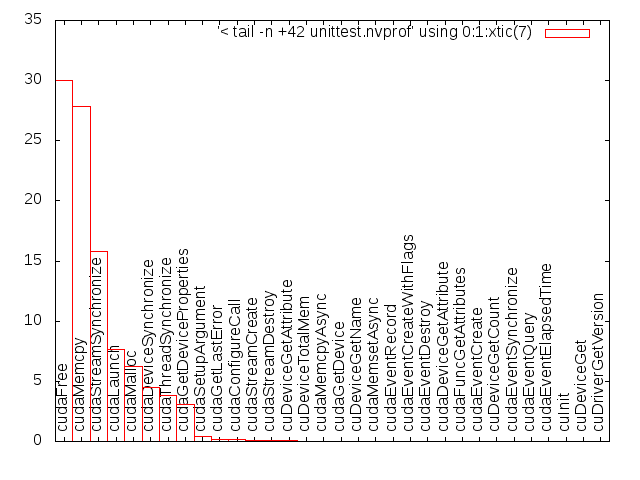 '< tail -n +42 unittest.nvprof' using 0:1:xtic(7)
35
30
25
20
15
10
5
0
cudaFree
cudaMemcpy
cudaStreamSynchronize
cudaLaunch
cudaMalloc
cudaDeviceSynchronize
cudaThreadSynchronize
cudaGetDeviceProperties
cudaSetupArgument
cudaGetLastError
cudaConfigureCall
cudaStreamCreate
cudaStreamDestroy
cuDeviceGetAttribute
cuDeviceTotalMem
cudaMemcpyAsync
cudaGetDevice
cuDeviceGetName
cudaMemsetAsync
cudaEventRecord
cudaEventCreateWithFlags
cudaEventDestroy
cudaDeviceGetAttribute
cudaFuncGetAttributes
cudaEventCreate
cuDeviceGetCount
cudaEventSynchronize
cudaEventQuery
cudaEventElapsedTime
cuInit
cuDeviceGet
cuDriverGetVersion